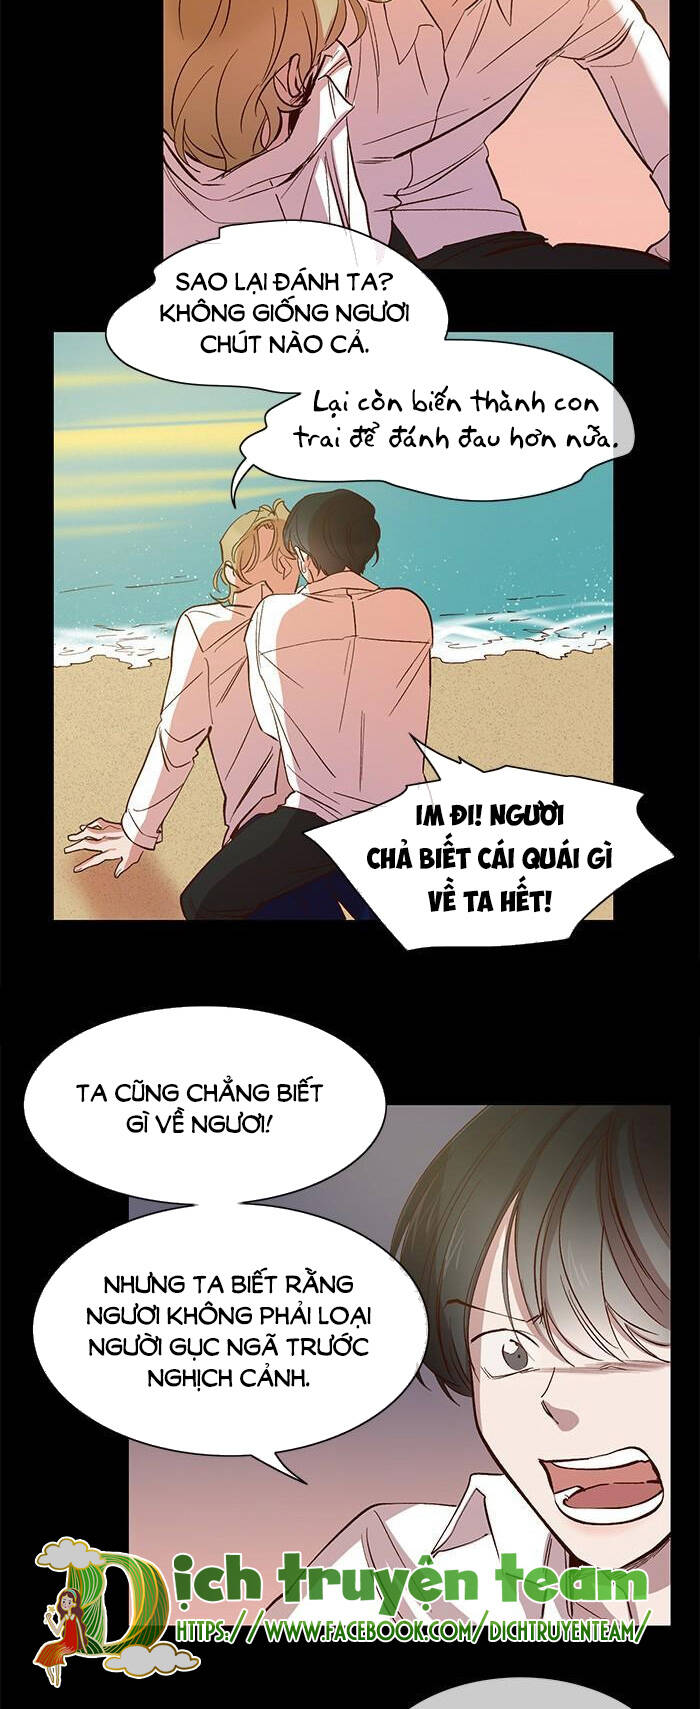 SAO LẠI ĐÁNH TA?
KHÔNG GIỐNG NGƯƠI
CHÚT NÀO CẢ.
Lại còn biến thành con
trai để đánh đau hơn nữa.
IM ĐI! NGƯƠI
CHẢ BIẾT CÁI QUÁI GÌ
VỀ TA HẾT!
TA CŨNG CHẲNG BIẾT
GÌ VỀ NGƯƠI!
NHƯNG TA BIẾT RẰNG
NGƯƠI KHÔNG PHẢI LOẠI
NGƯỜI GỤC NGÃ TRƯỚC
NGHỊCH CẢNH.
Dịch truyện team
HTTPS://WWW.FACEBOOK.COM/DICHTRUYENTEAM/